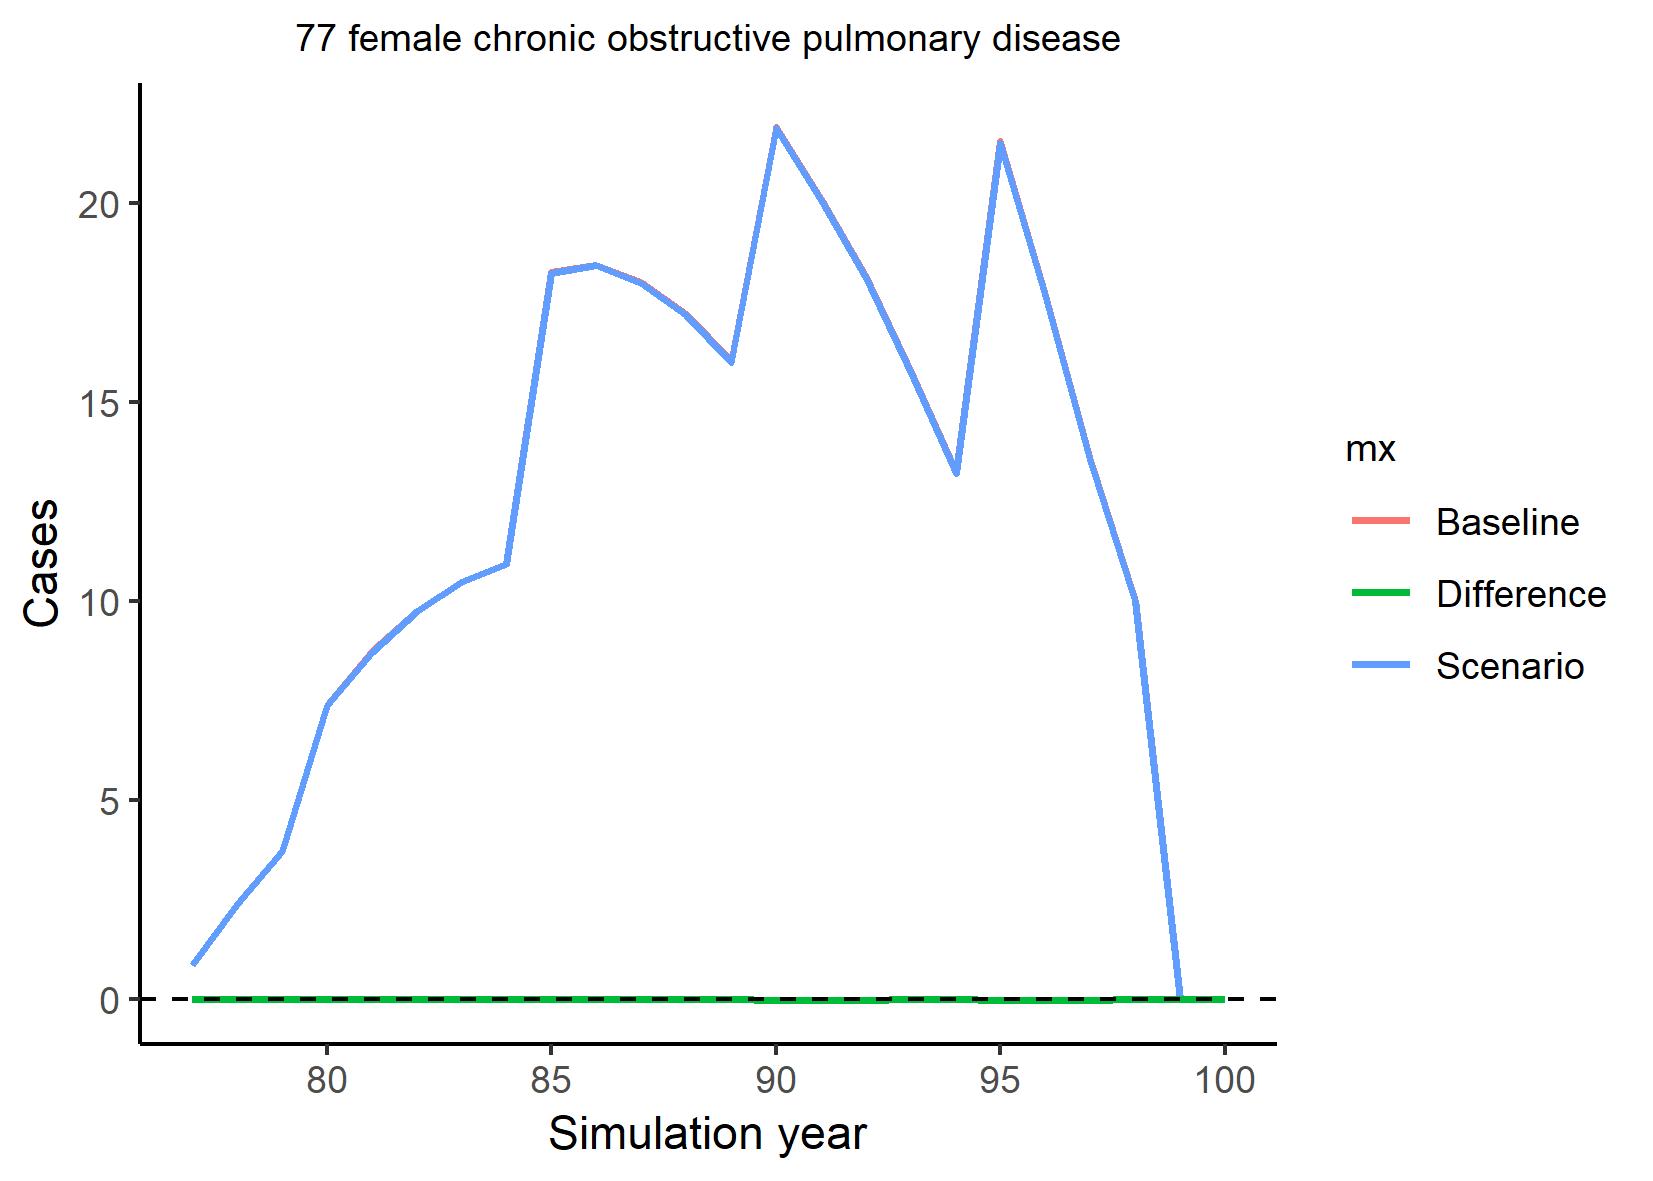 77 female chronic obstructive pulmonary disease
Cases
20
15
10
5
0
80 85 90 95 100
Simulation year
mx
Baseline
Difference
Scenario